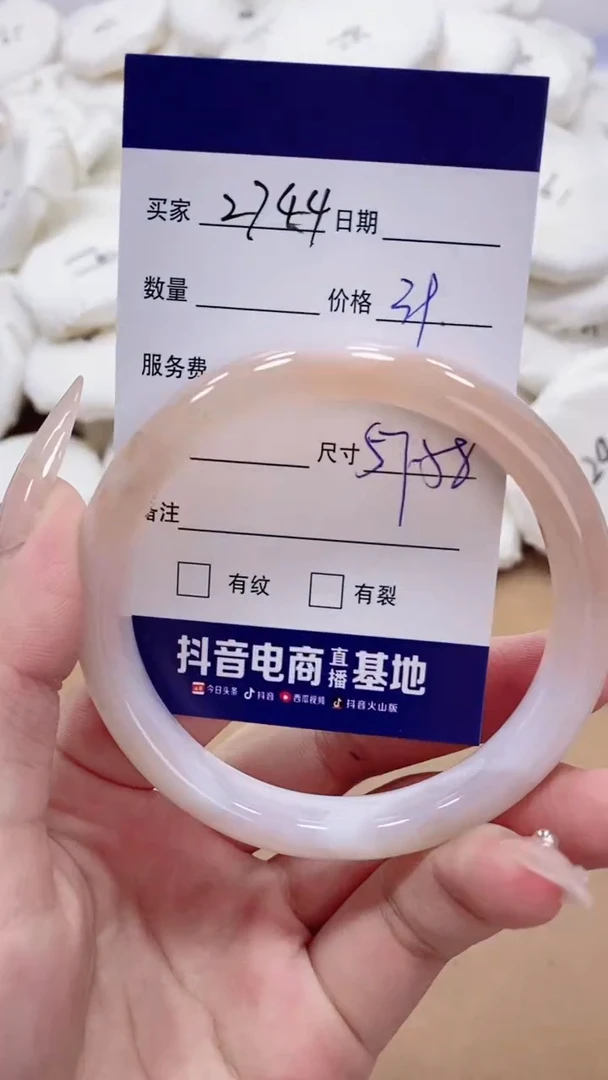 买家 2744 日期
数量 价格
服务费
尺寸 57.88
备注
有纹 有裂
抖音电商直播基地
今日头条 抖音 西瓜视频 抖音火山版